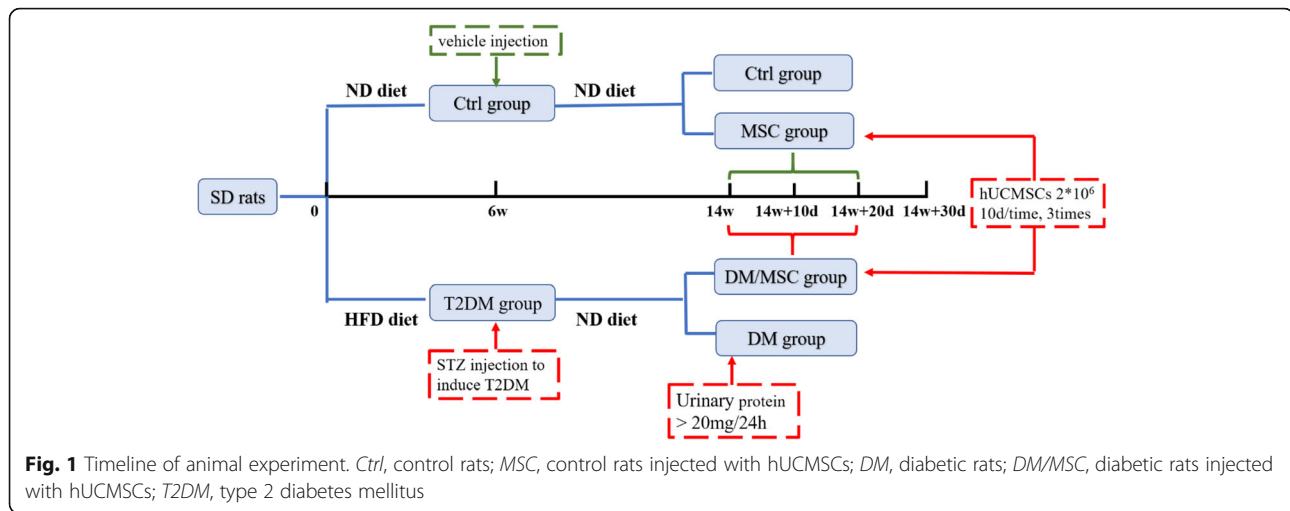 vehicle injection
ND diet
Ctrl group
ND diet
Ctrl group
MSC group
SD rats
0
6w
14w
14w+10d
14w+20d
14w+30d
hUCMSCs 2*10⁶
10d/time, 3times
HFD diet
T2DM group
ND diet
DM/MSC group
DM group
STZ injection to
induce T2DM
Urinary protein
> 20mg/24h
Fig. 1 Timeline of animal experiment. Ctrl, control rats; MSC, control rats injected with hUCMSCs; DM, diabetic rats; DM/MSC, diabetic rats injected
with hUCMSCs; T2DM, type 2 diabetes mellitus